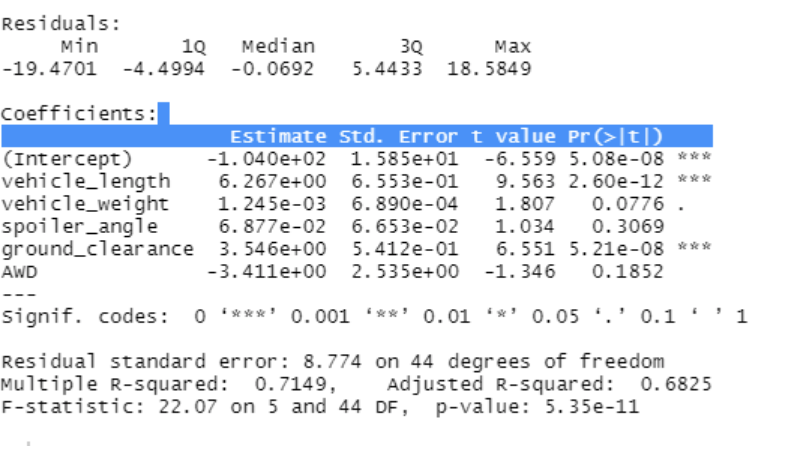 Residuals:
     Min       1Q   Median       3Q      Max
-19.4701  -4.4994  -0.0692   5.4433  18.5849

Coefficients:
                   Estimate Std. Error t value Pr(>|t|)
(Intercept)      -1.040e+02  1.585e+01  -6.559 5.08e-08 ***
vehicle_length    6.267e+00  6.553e-01   9.563 2.60e-12 ***
vehicle_weight    1.245e-03  6.890e-04   1.807   0.0776 .
spoiler_angle     6.877e-02  6.653e-02   1.034   0.3069
ground_clearance  3.546e+00  5.412e-01   6.551 5.21e-08 ***
AWD              -3.411e+00  2.535e+00  -1.346   0.1852
---
Signif. codes:  0 ‘***’ 0.001 ‘**’ 0.01 ‘*’ 0.05 ‘.’ 0.1 ‘ ’ 1

Residual standard error: 8.774 on 44 degrees of freedom
Multiple R-squared:  0.7149,    Adjusted R-squared:  0.6825
F-statistic: 22.07 on 5 and 44 DF,  p-value: 5.35e-11